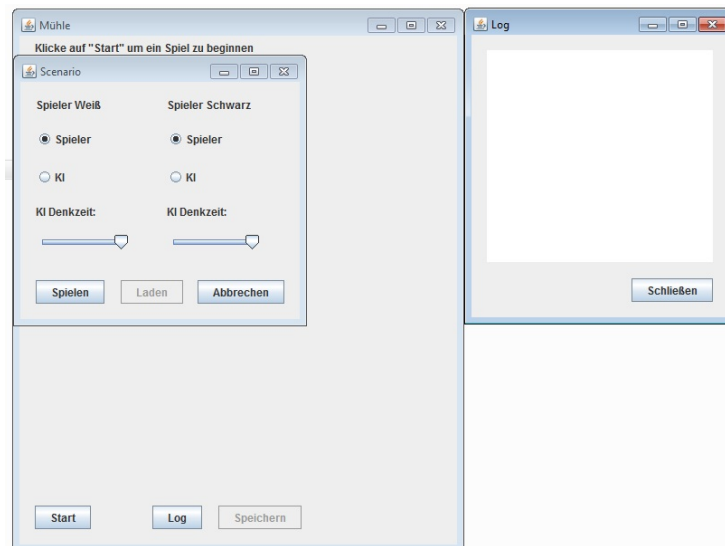 Mühle
Klicke auf "Start" um ein Spiel zu beginnen
Scenario
Spieler Weiß Spieler Schwarz
Spieler Spieler
KI KI
KI Denkzeit: KI Denkzeit:
Spielen Laden Abbrechen
Start Log Speichern
Log
Schließen